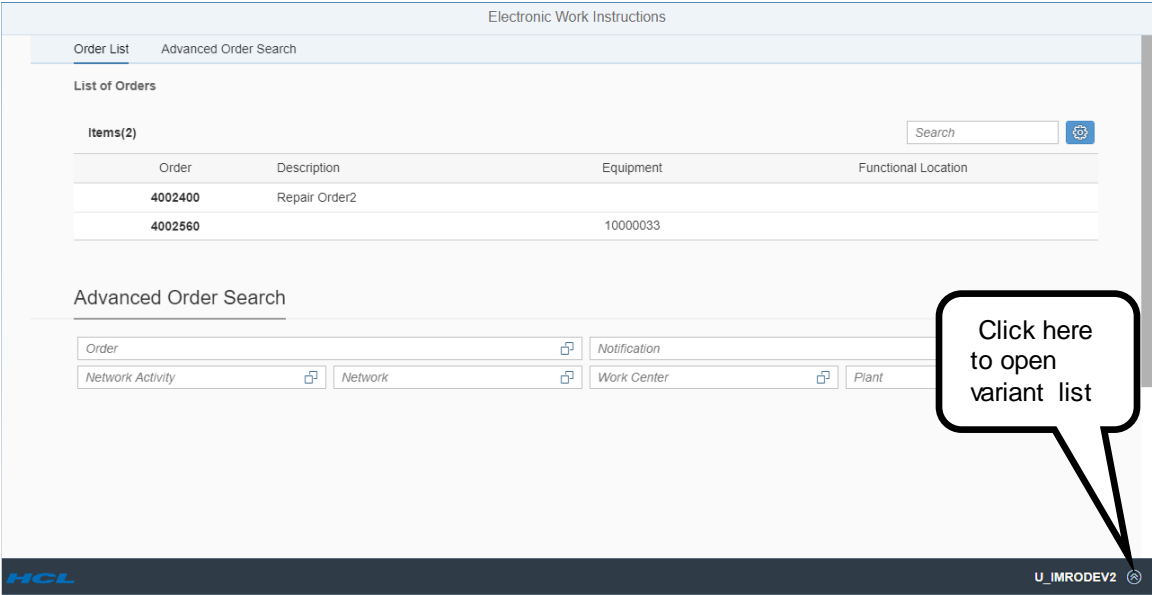 Electronic Work Instructions
Order List Advanced Order Search
List of Orders
Items(2) Search
Order Description Equipment Functional Location
4002400 Repair Order2
4002560 10000033
Advanced Order Search
Order Notification
Network Activity Network Work Center Plant
Click here
to open
variant list
HCL U_IMRODEV2